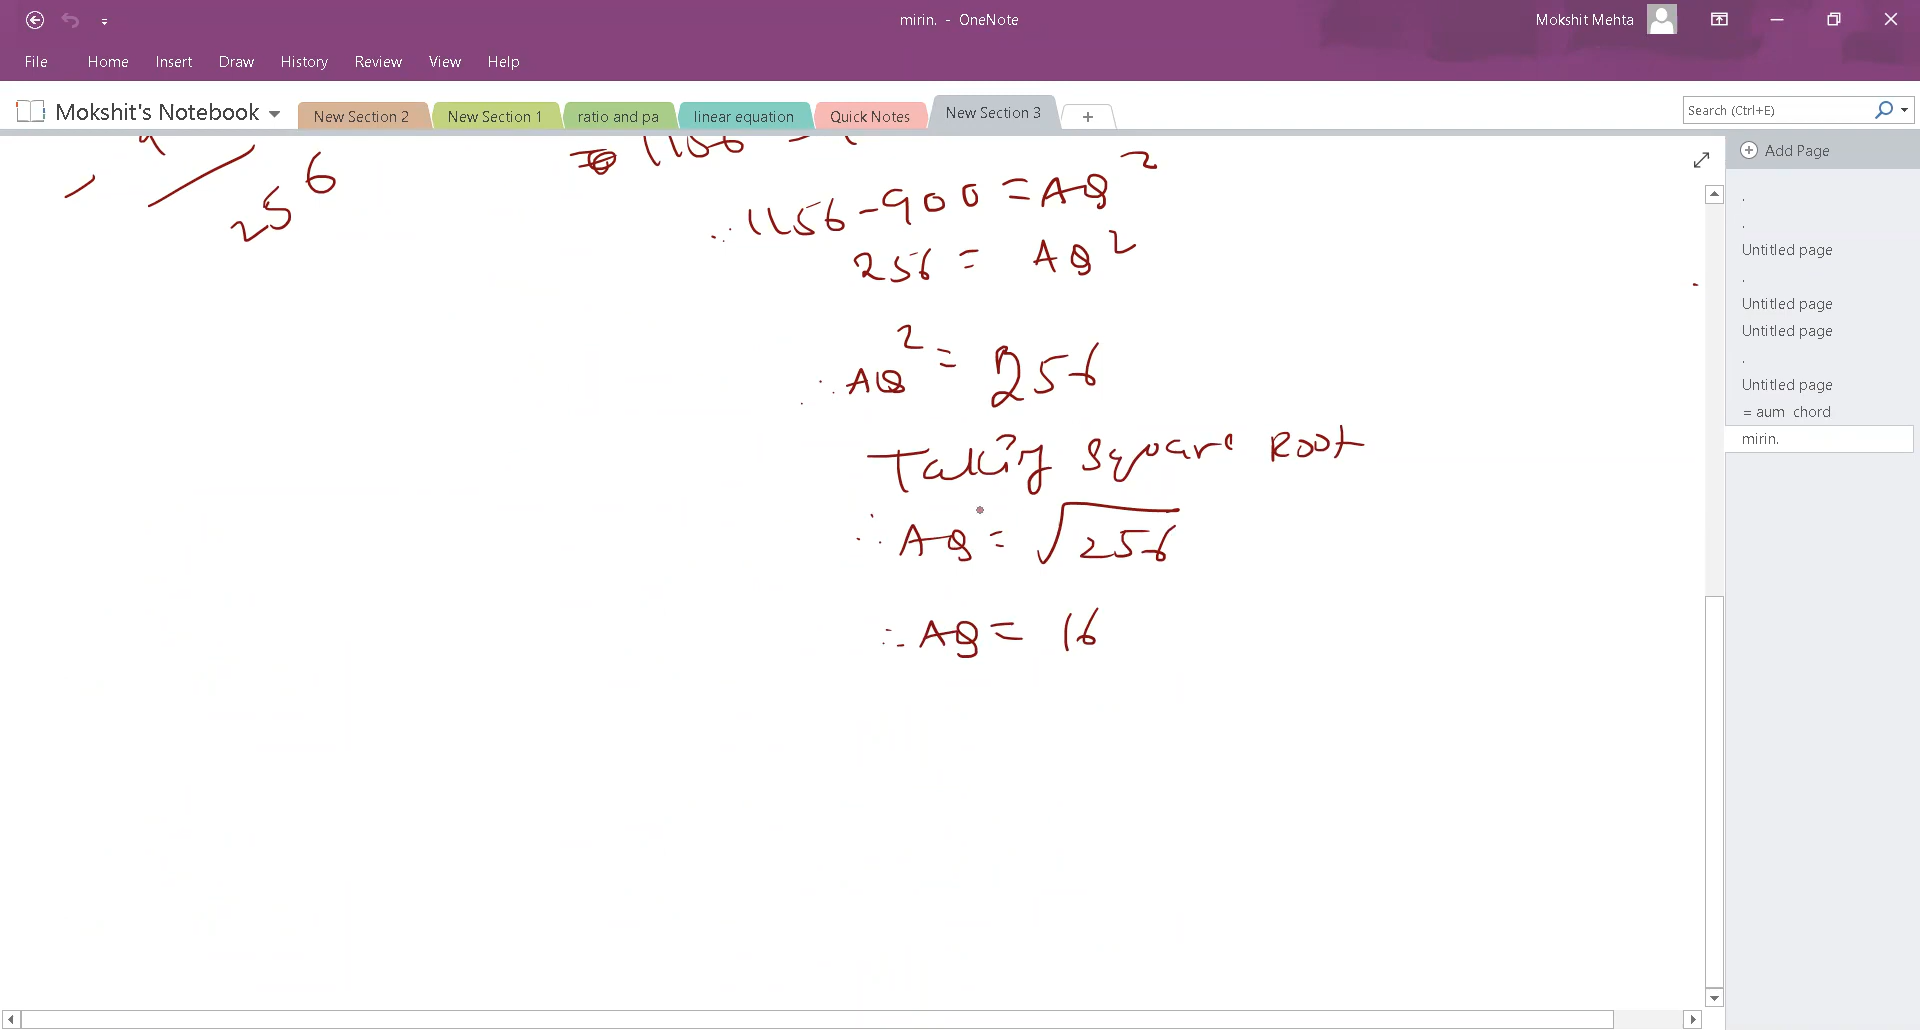 mirin. - OneNote
Mokshit Mehta
File Home Insert Draw History Review View Help
Mokshit's Notebook
New Section 2
New Section 1
ratio and pa
linear equation
Quick Notes
New Section 3
+
Search (Ctrl+E)
Add Page
.
.
Untitled page
.
Untitled page
Untitled page
.
Untitled page
= aum chord
mirin.
256
1156 =
∴ 1156 - 900 = AQ²
256 = AQ²
∴ AQ² = 256
Taking Square Root
∴ AQ = √256
∴ AQ = 16